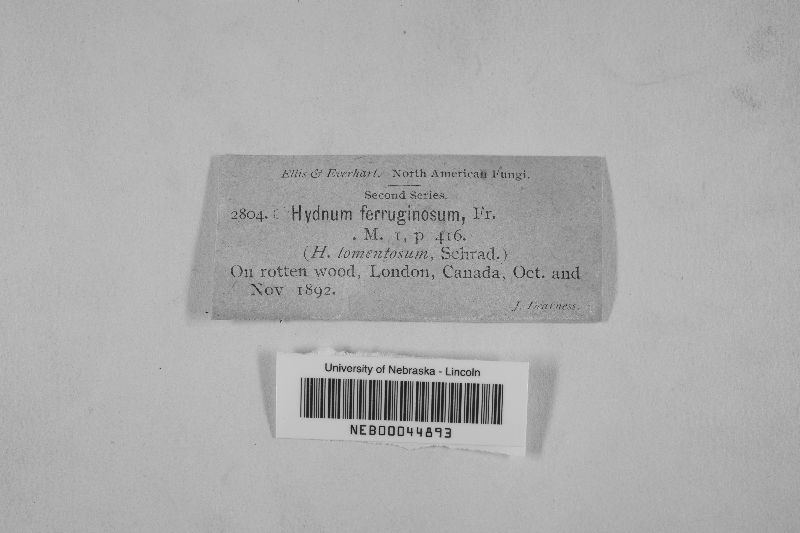 Ellis & Everhart. North American Fungi.
Second Series.
2804. Hydnum ferruginosum, Fr.
. M. 1, p 416.
(H. tomentosum, Schrad.)
On rotten wood, London, Canada, Oct. and
Nov 1892.
J. Dearness.
University of Nebraska - Lincoln
NEB00044893